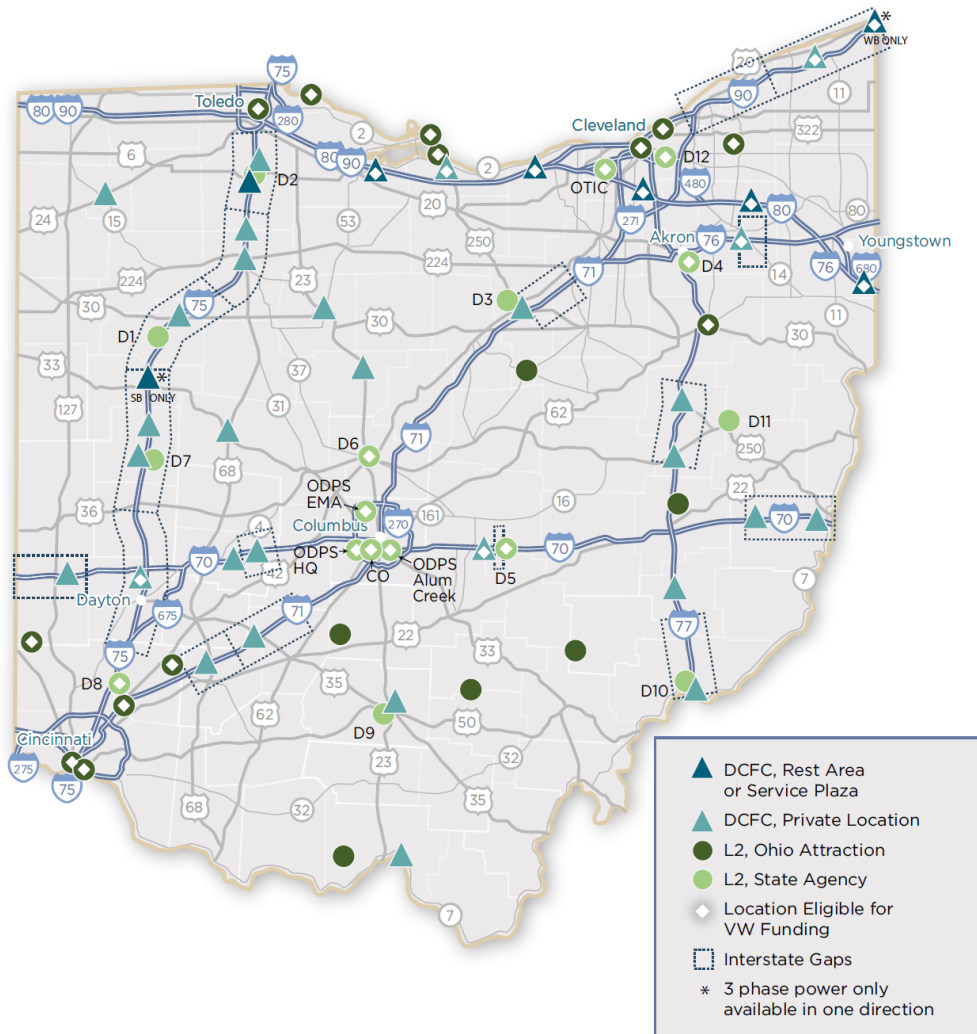 *
WB ONLY
75
20
Toledo
80 90
280
90
11
Cleveland
322
2
6
80
90
2
D12
D2
OTIC
480
15
24
53
20
271
80
80
Akron
76
Youngstown
250
224
71
D4
76
680
14
224
23
D3
30
75
30
11
D1
30
33
*
SB ONLY
37
127
31
62
71
D11
250
D6
D7
68
ODPS
EMA
22
36
16
161
Columbus
4
270
70
70
ODPS
HQ
CO
ODPS
Alum
Creek
D5
70
42
7
Dayton
675
71
77
75
22
33
D8
35
D10
62
50
D9
Cincinnati
23
32
275
75
68
32
35
7
DCFC, Rest Area
or Service Plaza
DCFC, Private Location
L2, Ohio Attraction
L2, State Agency
Location Eligible for
VW Funding
Interstate Gaps
* 3 phase power only
available in one direction